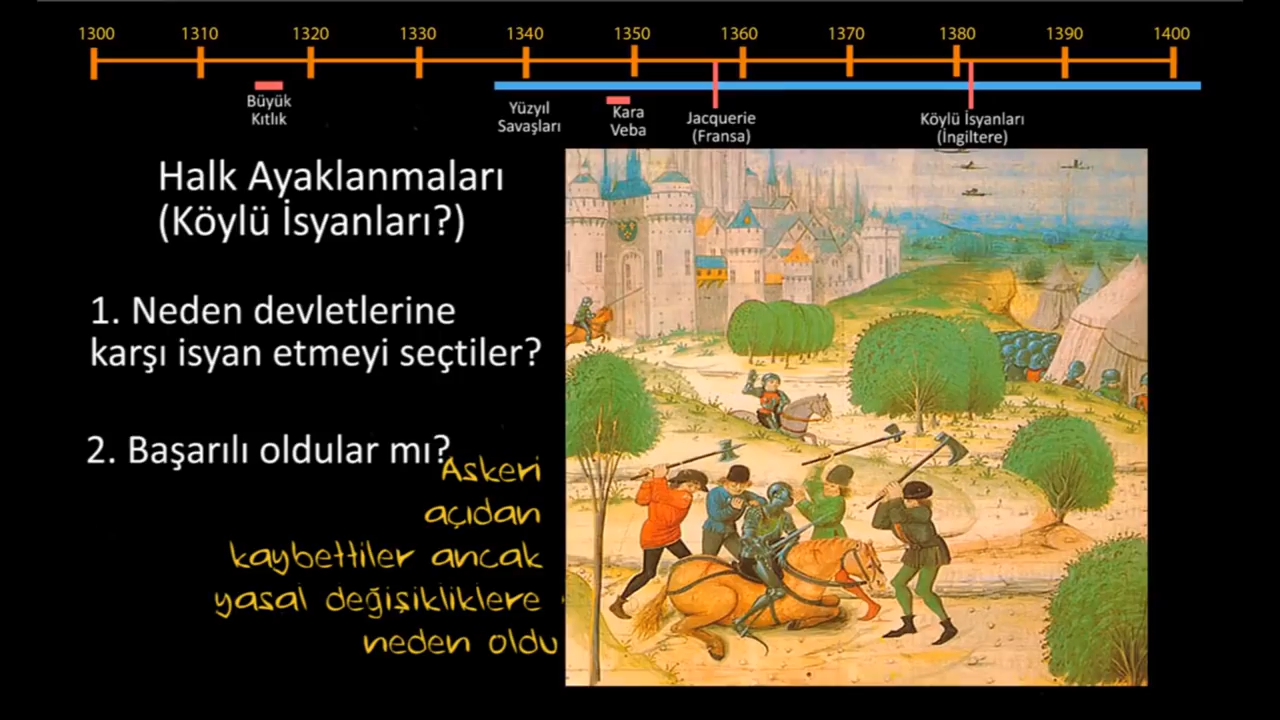 1300 1310 1320 1330 1340 1350 1360 1370 1380 1390 1400
Büyük
Kıtlık
Yüzyıl
Savaşları
Kara
Veba
Jacquerie
(Fransa)
Köylü İsyanları
(İngiltere)
Halk Ayaklanmaları
(Köylü İsyanları?)
1. Neden devletlerine
karşı isyan etmeyi seçtiler?
2. Başarılı oldular mı?
Askeri
açıdan
kaybettiler ancak
yasal değişikliklere
neden oldu